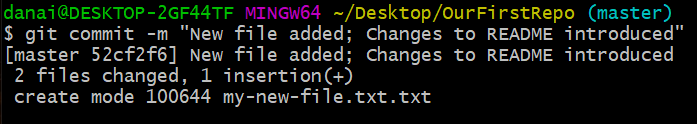 danai@DESKTOP-2GF44TF MINGW64 ~/Desktop/OurFirstRepo (master)
$ git commit -m "New file added; Changes to README introduced"
[master 52cf2f6] New file added; Changes to README introduced
 2 files changed, 1 insertion(+)
 create mode 100644 my-new-file.txt.txt